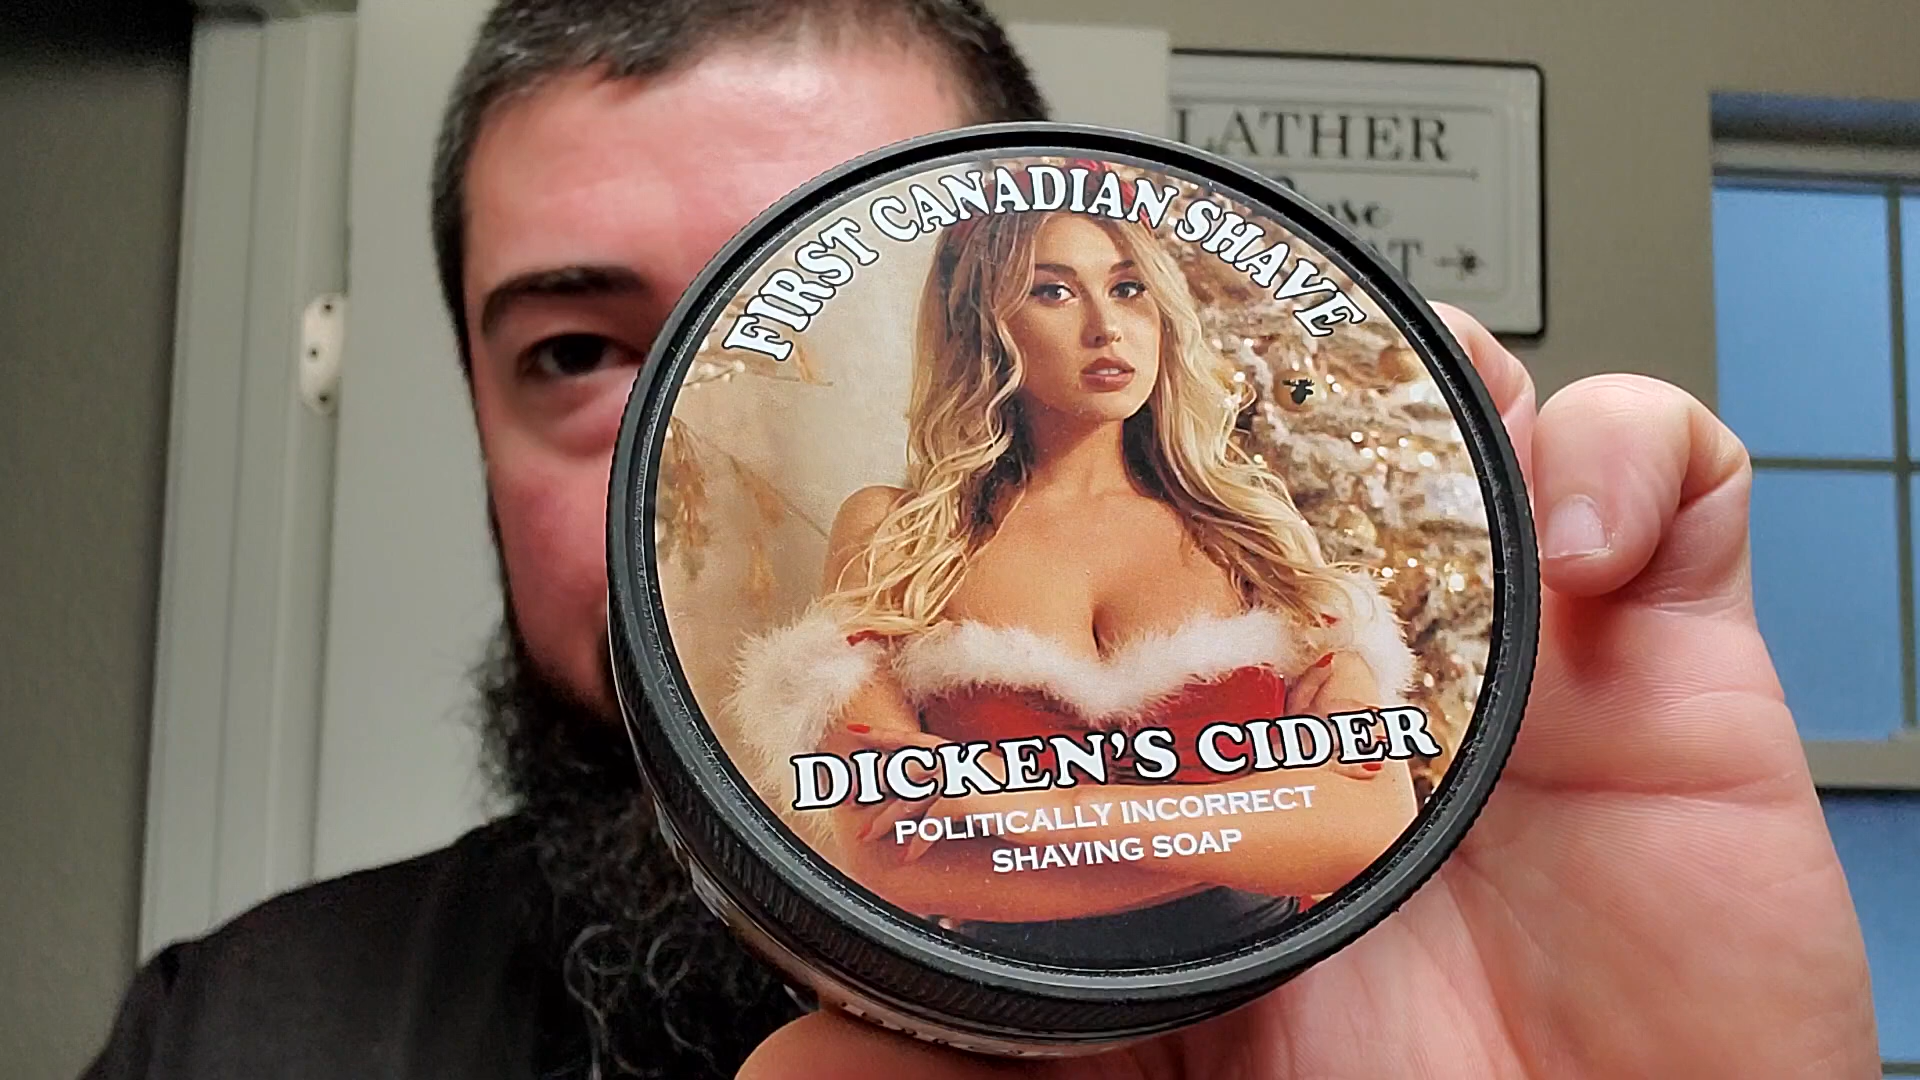 LATHER
FIRST CANADIAN SHAVE
DICKEN'S CIDER
POLITICALLY INCORRECT
SHAVING SOAP